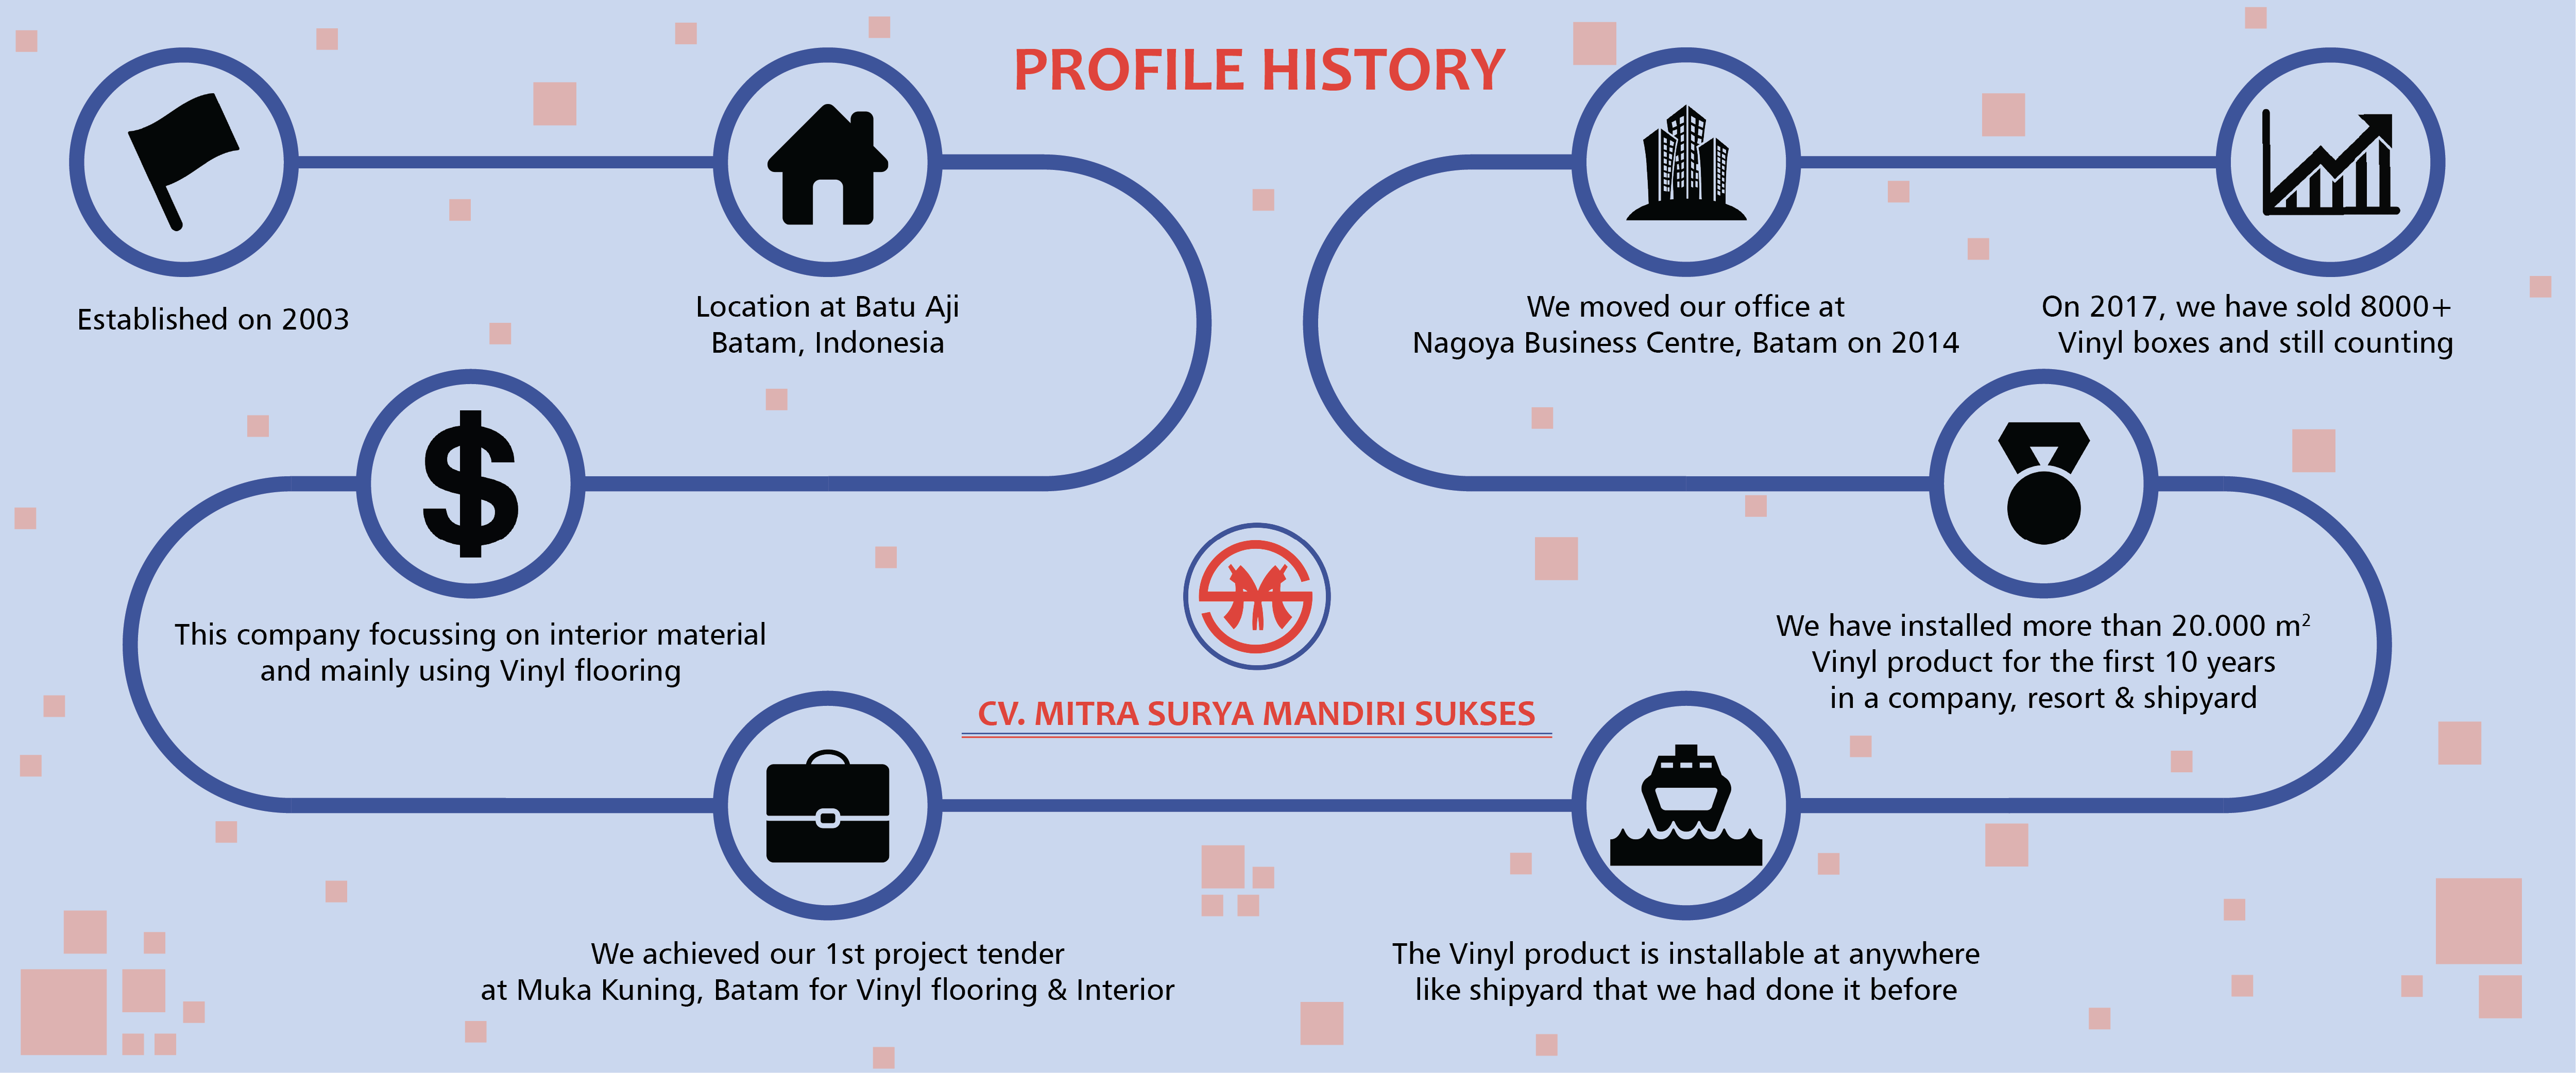 PROFILE HISTORY
Established on 2003
Location at Batu Aji
Batam, Indonesia
This company focussing on interior material
and mainly using Vinyl flooring
We achieved our 1st project tender
at Muka Kuning, Batam for Vinyl flooring & Interior
CV. MITRA SURYA MANDIRI SUKSES
The Vinyl product is installable at anywhere
like shipyard that we had done it before
We have installed more than 20.000 m²
Vinyl product for the first 10 years
in a company, resort & shipyard
We moved our office at
Nagoya Business Centre, Batam on 2014
On 2017, we have sold 8000+
Vinyl boxes and still counting